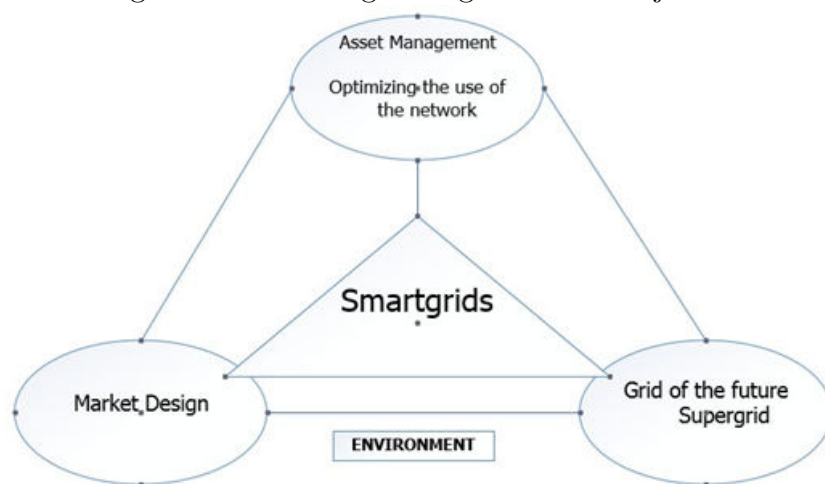 Asset Management
Optimizing the use of
the network
Smartgrids
Market Design
Grid of the future
Supergrid
ENVIRONMENT